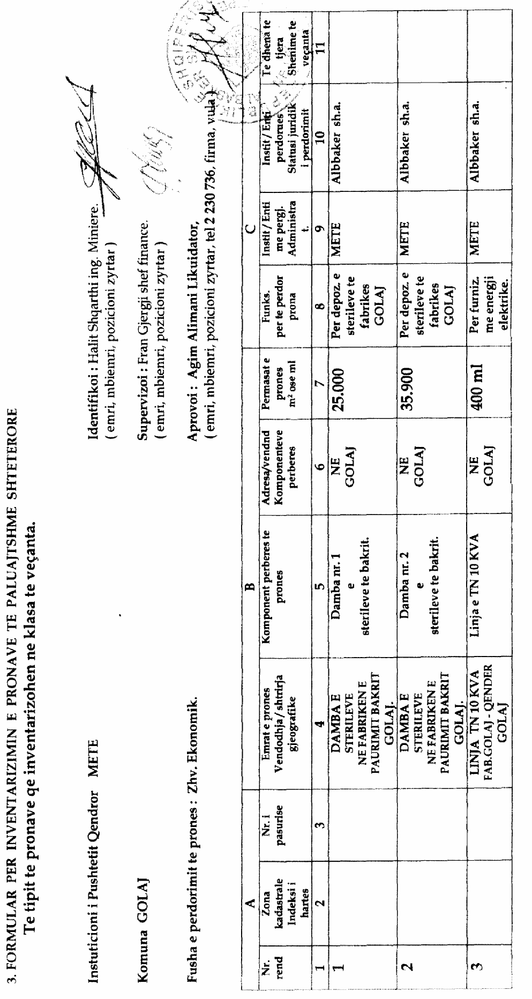 3. FORMULAR PER INVENTARIZIMIN E PRONAVE TE PALUAJTSHME SHTETERORE
Te tipit te pronave qe inventarizohen ne klasa te veçanta.
Instuticioni i Pushtetit Qendror METE
Identifikoi : Halit Shqarthi ing. Miniere.
( emri, mbiemri, pozicioni zyrtar )
Komuna GOLAJ
Supervizoi : Fran Gjergji shef finance.
( emri, mbiemri, pozicioni zyrtar )
Fusha e perdorimit te prones : Zhv. Ekonomik.
Aprovoi : Agim Alimani Likuidator,
( emri, mbiemri, pozicioni zyrtar, tel 2 230 736, firma, vula )
A B C
Nr.
rend
Zona
kadastrale
Indeksi i
hartes
Nr. i
pasurise
Emrat e prones
Vendodhja / shtrirja
gjeografike
Komponent perberes te
prones
Adresa/vendnd
Komponenteve
perberes
Permasat e
prones
m² ose ml
Funks.
per te perdor
prona
Instit / Enti
me pergj.
Administra
t.
Instit / Enti
perdorues
Statusi juridik
i perdorimit
Te dhena te
tjera
Shenime te
veçanta
1 2 3 4 5 6 7 8 9 10 11
1
DAMBA E
STERILEVE
NE FABRIKEN E
PAURIMIT BAKRIT
GOLAJ.
Damba nr. 1
e
sterileve te bakrit.
NE
GOLAJ
25.000
Per depoz. e
sterileve te
fabrikes
GOLAJ
METE
Albbaker sh.a.
2
DAMBA E
STERILEVE
NE FABRIKEN E
PAURIMIT BAKRIT
GOLAJ.
Damba nr. 2
e
sterileve te bakrit.
NE
GOLAJ
35.900
Per depoz. e
sterileve te
fabrikes
GOLAJ
METE
Albbaker sh.a.
3
LINJA TN 10 KVA
FAB.GOLAJ - QENDER
GOLAJ
Linja e TN 10 KVA
NE
GOLAJ
400 ml
Per furniz.
me energji
elektrike.
METE
Albbaker sh.a.